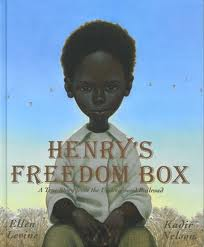 HENRY'S
FREEDOM BOX
A True Story from the Underground Railroad
Ellen Kadir
Levine Nelson